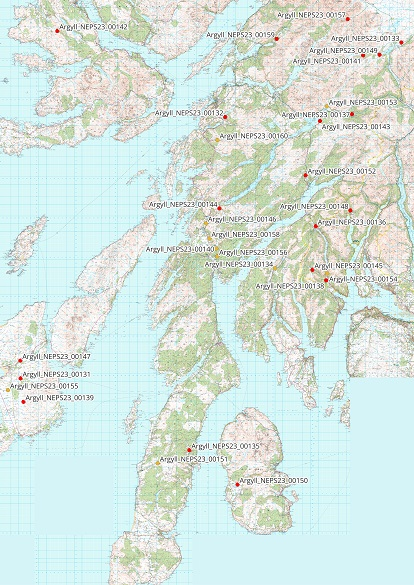 Argyll_NEPS23_00157
Argyll_NEPS23_00142
Argyll_NEPS23_00159
Argyll_NEPS23_00133
Argyll_NEPS23_00149
Argyll_NEPS23_00141
Argyll_NEPS23_00153
Argyll_NEPS23_00132
Argyll_NEPS23_00137
Argyll_NEPS23_00143
Argyll_NEPS23_00160
Argyll_NEPS23_00152
Argyll_NEPS23_00144
Argyll_NEPS23_00148
Argyll_NEPS23_00146
Argyll_NEPS23_00136
Argyll_NEPS23_00158
Argyll_NEPS23_00140
Argyll_NEPS23_00156
Argyll_NEPS23_00134
Argyll_NEPS23_00145
Argyll_NEPS23_00154
Argyll_NEPS23_00138
Argyll_NEPS23_00147
Argyll_NEPS23_00131
Argyll_NEPS23_00155
Argyll_NEPS23_00139
Argyll_NEPS23_00135
Argyll_NEPS23_00151
Argyll_NEPS23_00150